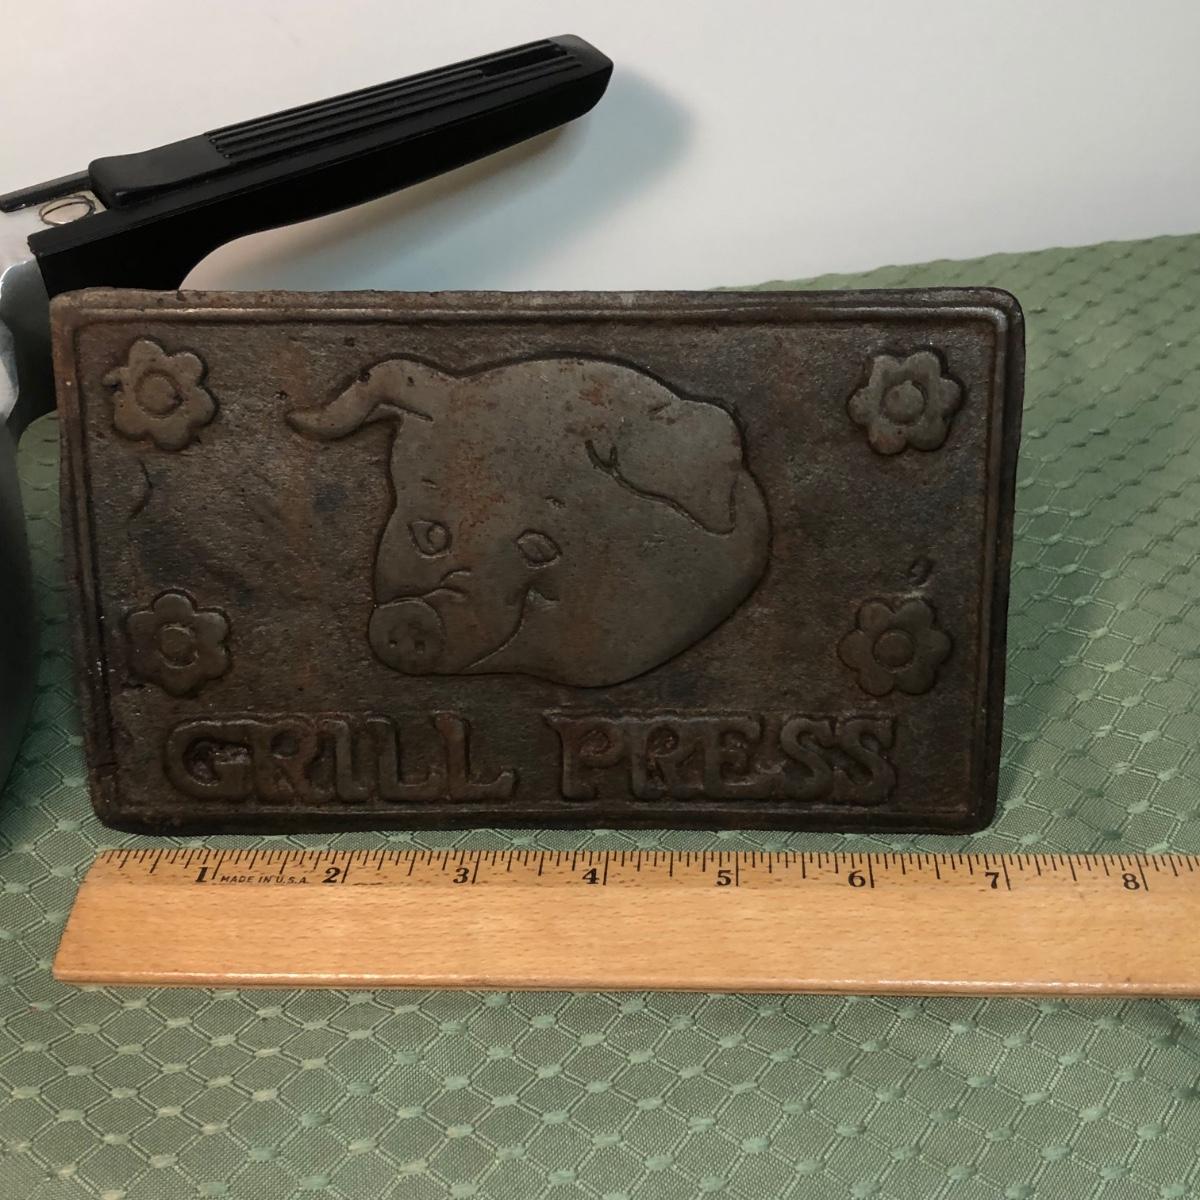 GRILL PRESS
1 MADE IN U.S.A. 2 3 4 5 6 7 8